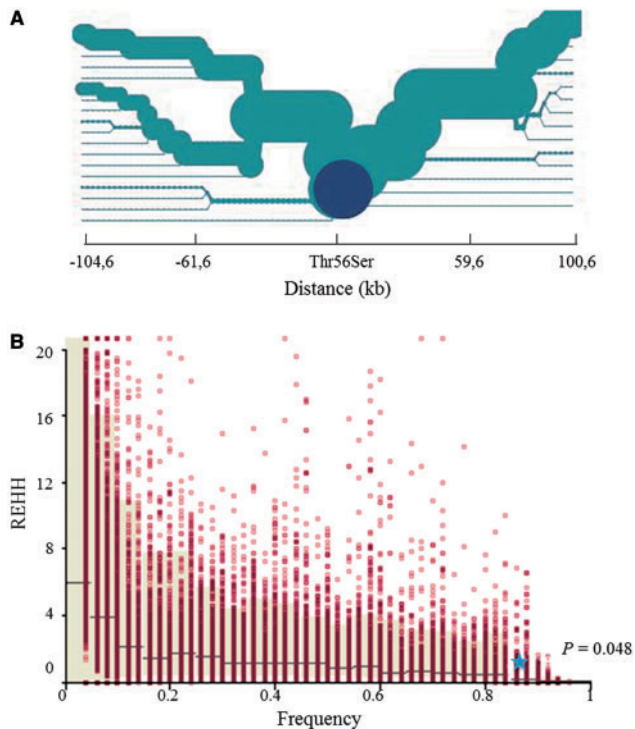 A
-104,6 -61,6 Thr56Ser 59,6 100,6
Distance (kb)
B
20
16
12
8
4
0
REHH
P = 0.048
0 0.2 0.4 0.6 0.8 1
Frequency